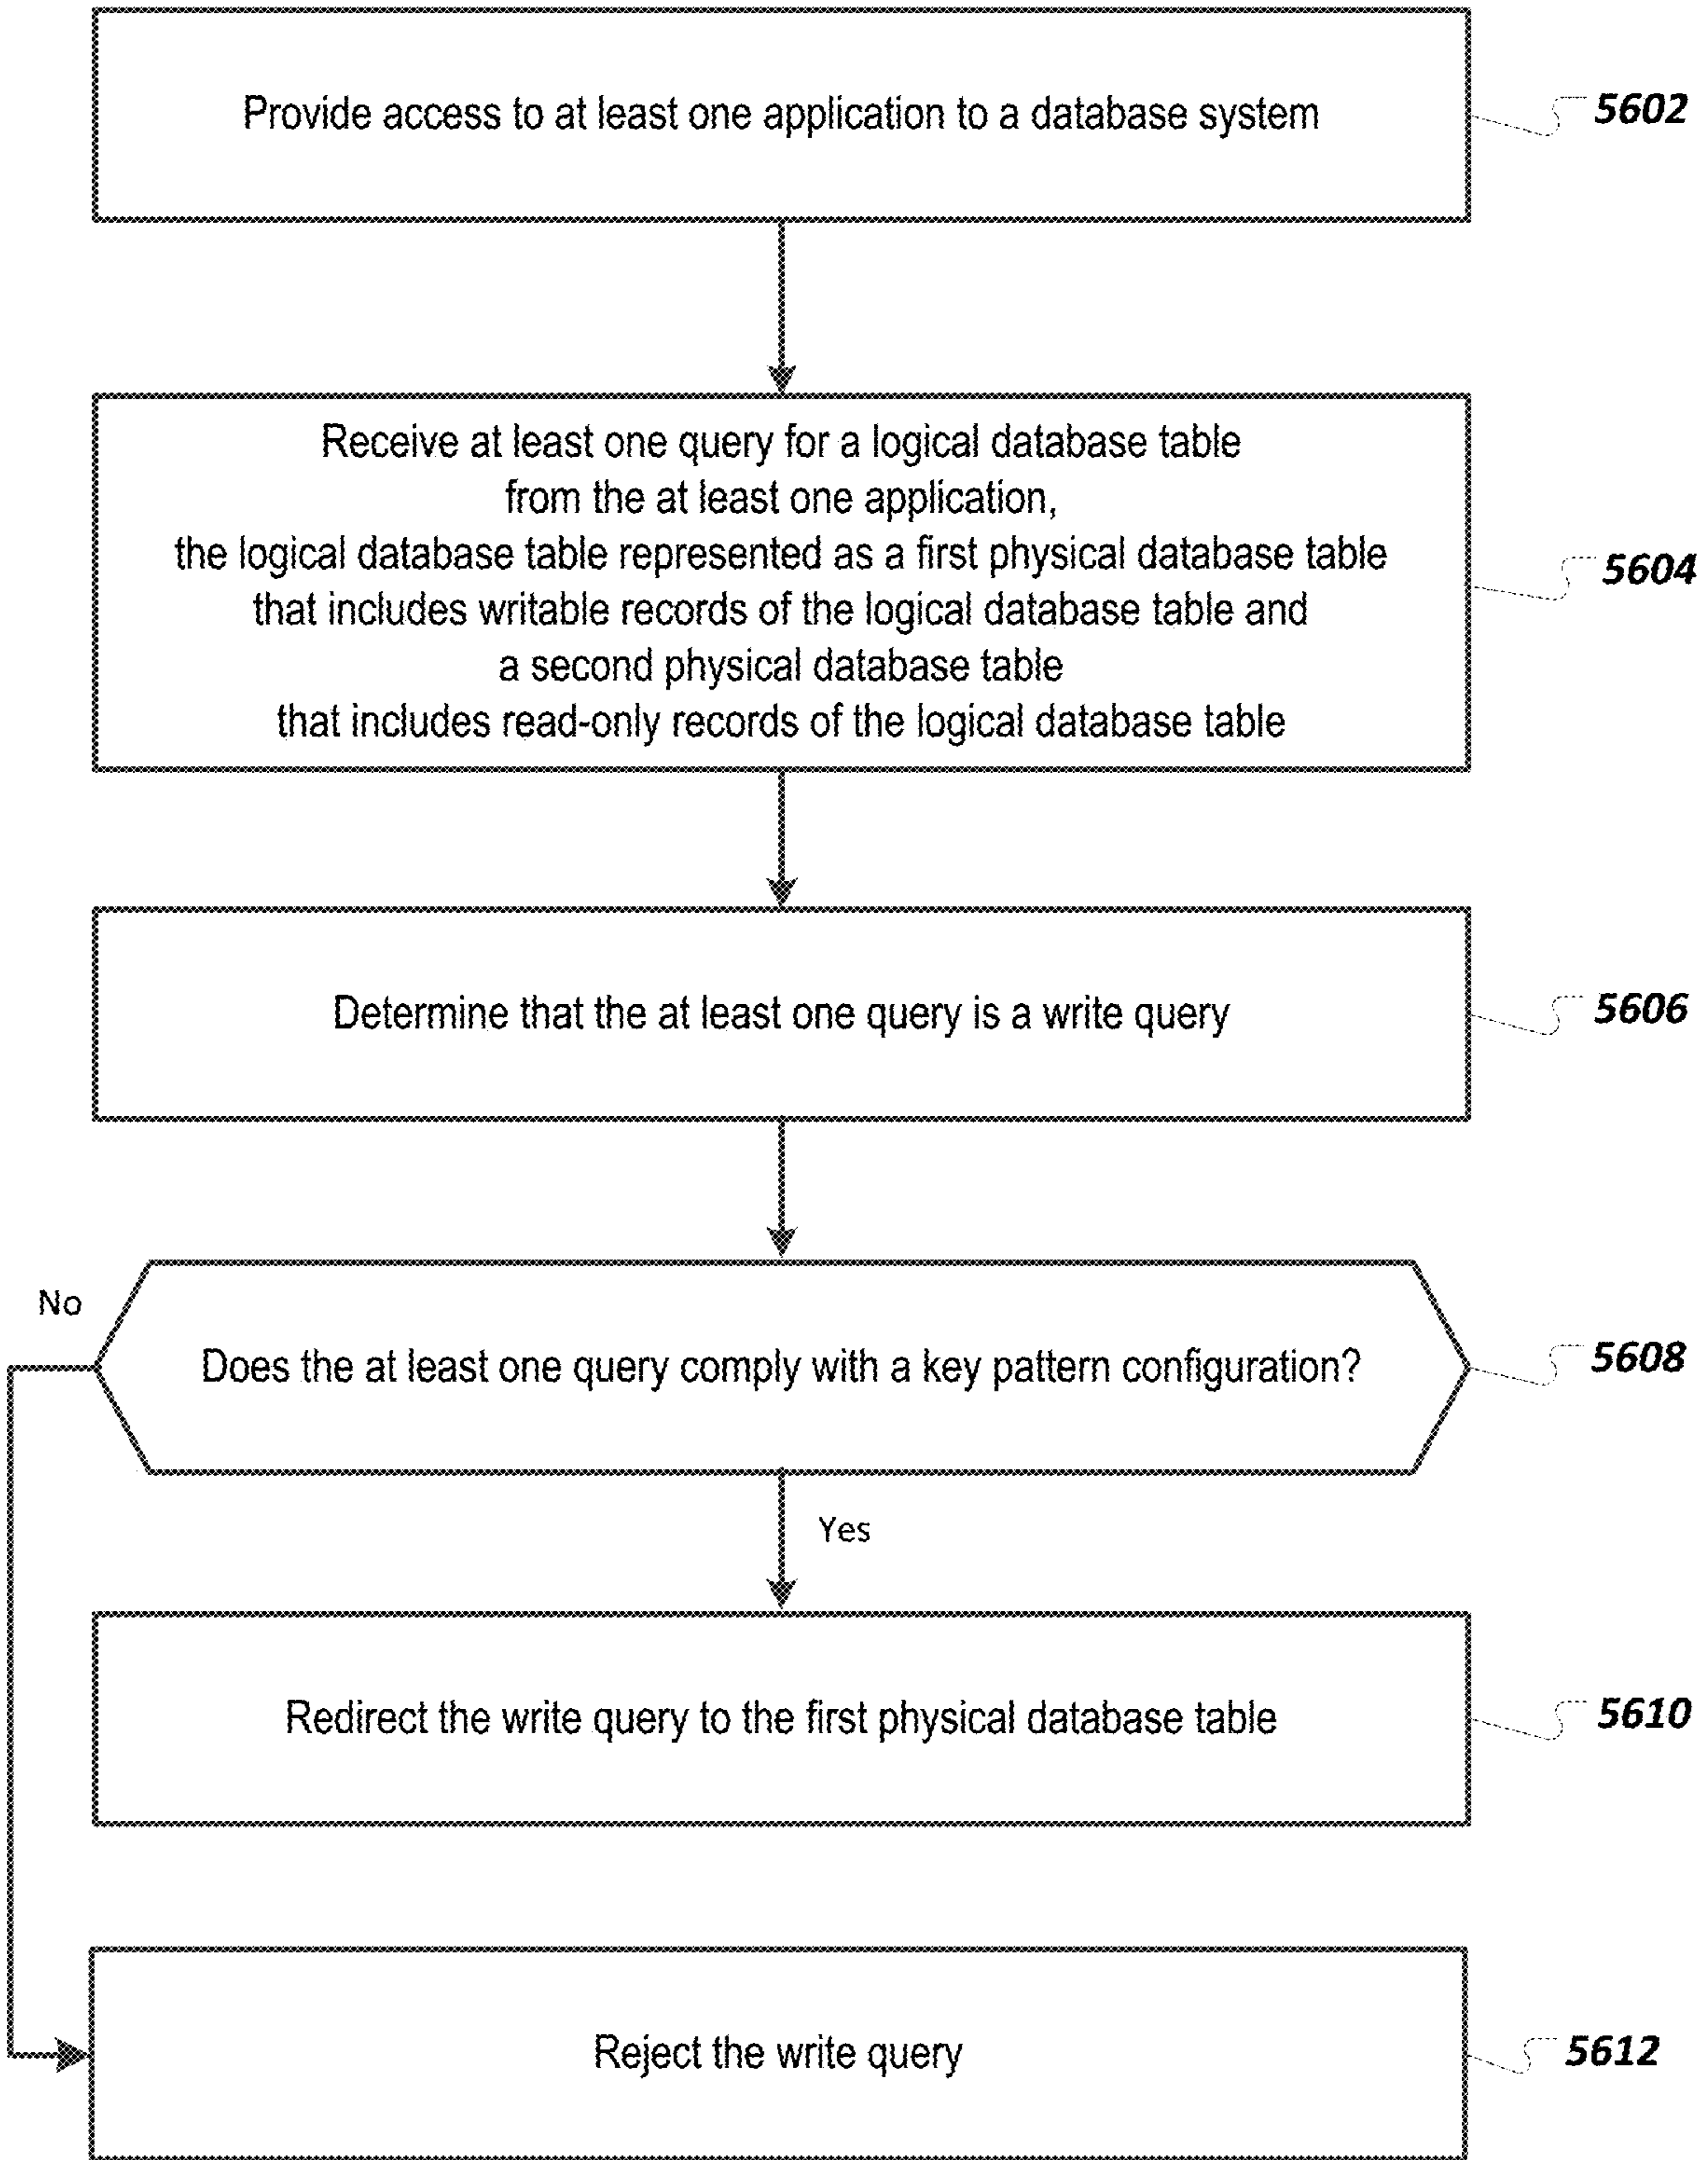 Provide access to at least one application to a database system
5602
Receive at least one query for a logical database table
from the at least one application,
the logical database table represented as a first physical database table
that includes writable records of the logical database table and
a second physical database table
that includes read-only records of the logical database table
5604
Determine that the at least one query is a write query
5606
No
Does the at least one query comply with a key pattern configuration?
5608
Yes
Redirect the write query to the first physical database table
5610
Reject the write query
5612